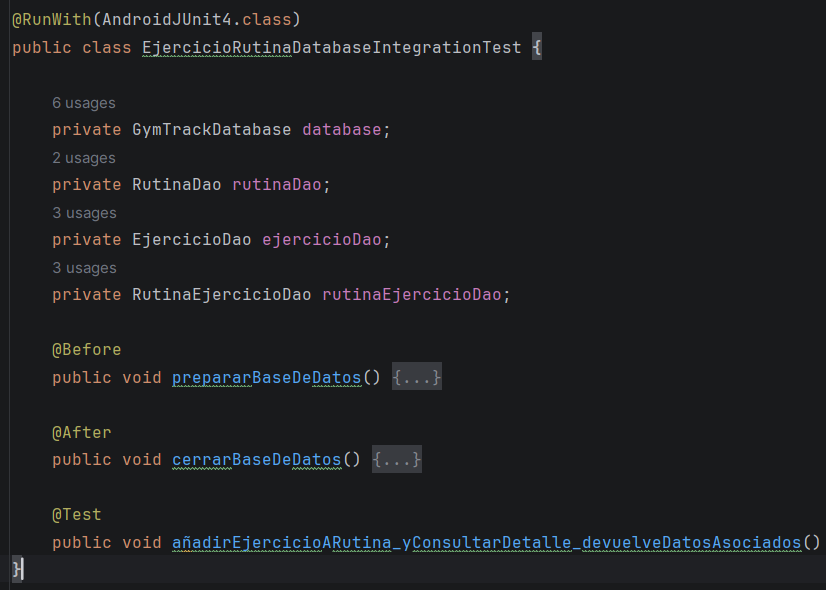 @RunWith(AndroidJUnit4.class)
public class EjercicioRutinaDatabaseIntegrationTest {
6 usages
private GymTrackDatabase database;
2 usages
private RutinaDao rutinaDao;
3 usages
private EjercicioDao ejercicioDao;
3 usages
private RutinaEjercicioDao rutinaEjercicioDao;
@Before
public void prepararBaseDeDatos() {...}
@After
public void cerrarBaseDeDatos() {...}
@Test
public void añadirEjercicioARutina_yConsultarDetalle_devuelveDatosAsociados()
}